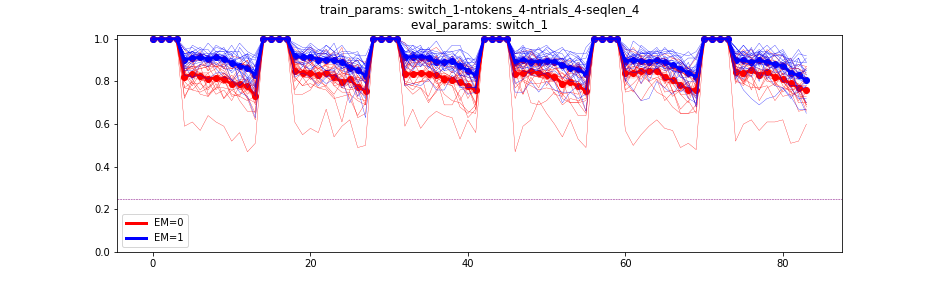 train_params: switch_1-ntokens_4-ntrials_4-seqlen_4
eval_params: switch_1
1.0
0.8
0.6
0.4
0.2
0.0
EM=0
EM=1
0
20
40
60
80